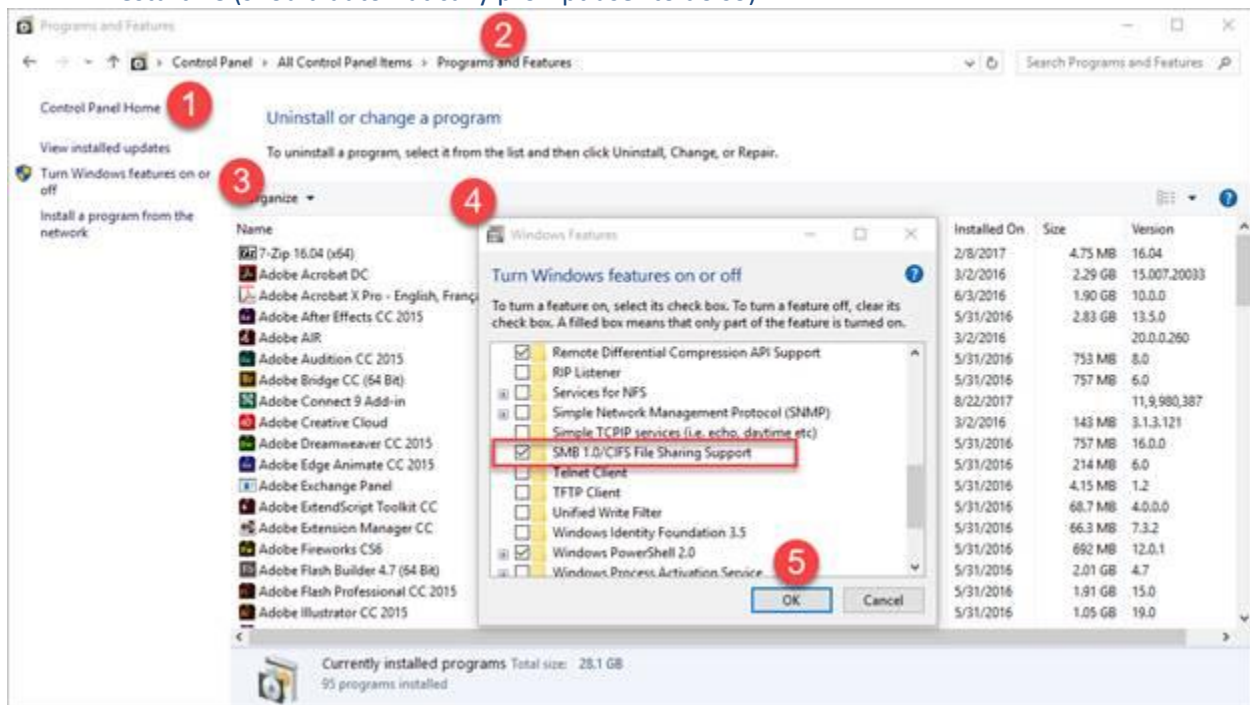 Programs and Features
2
Control Panel > All Control Panel Items > Programs and Features
Search Programs and Features
Control Panel Home
1
Uninstall or change a program
View installed updates
To uninstall a program, select it from the list and then click Uninstall, Change, or Repair.
Turn Windows features on or
off
3
4
Install a program from the
network
Name
Installed On Size Version
7-Zip 16.04 (x64) 2/8/2017 4.75 MB 16.04
Adobe Acrobat DC 3/2/2016 2.29 GB 15.007.20033
Adobe Acrobat X Pro - English, Franç 6/3/2016 1.90 GB 10.0.0
Adobe After Effects CC 2015 5/31/2016 2.83 GB 13.5.0
Adobe AIR 3/2/2016 20.0.0.260
Adobe Audition CC 2015 5/31/2016 753 MB 8.0
Adobe Bridge CC (64 Bit) 5/31/2016 757 MB 6.0
Adobe Connect 9 Add-in 8/22/2017 11,9,980,387
Adobe Creative Cloud 3/2/2016 143 MB 3.1.3.121
Adobe Dreamweaver CC 2015 5/31/2016 757 MB 16.0.0
Adobe Edge Animate CC 2015 5/31/2016 214 MB 6.0
Adobe Exchange Panel 5/31/2016 4.15 MB 1.2
Adobe ExtendScript Toolkit CC 5/31/2016 68.7 MB 4.0.0.0
Adobe Extension Manager CC 5/31/2016 66.3 MB 7.3.2
Adobe Fireworks CS6 5/31/2016 692 MB 12.0.1
Adobe Flash Builder 4.7 (64 Bit) 5/31/2016 2.01 GB 4.7
Adobe Flash Professional CC 2015 5/31/2016 1.91 GB 15.0
Adobe Illustrator CC 2015 5/31/2016 1.05 GB 19.0
Windows Features
Turn Windows features on or off
To turn a feature on, select its check box. To turn a feature off, clear its
check box. A filled box means that only part of the feature is turned on.
Remote Differential Compression API Support
RIP Listener
Services for NFS
Simple Network Management Protocol (SNMP)
Simple TCPIP services (i.e. echo, daytime etc)
SMB 1.0/CIFS File Sharing Support
Telnet Client
TFTP Client
Unified Write Filter
Windows Identity Foundation 3.5
Windows PowerShell 2.0
Windows Process Activation Service
5
OK Cancel
Currently installed programs Total size: 28.1 GB
95 programs installed